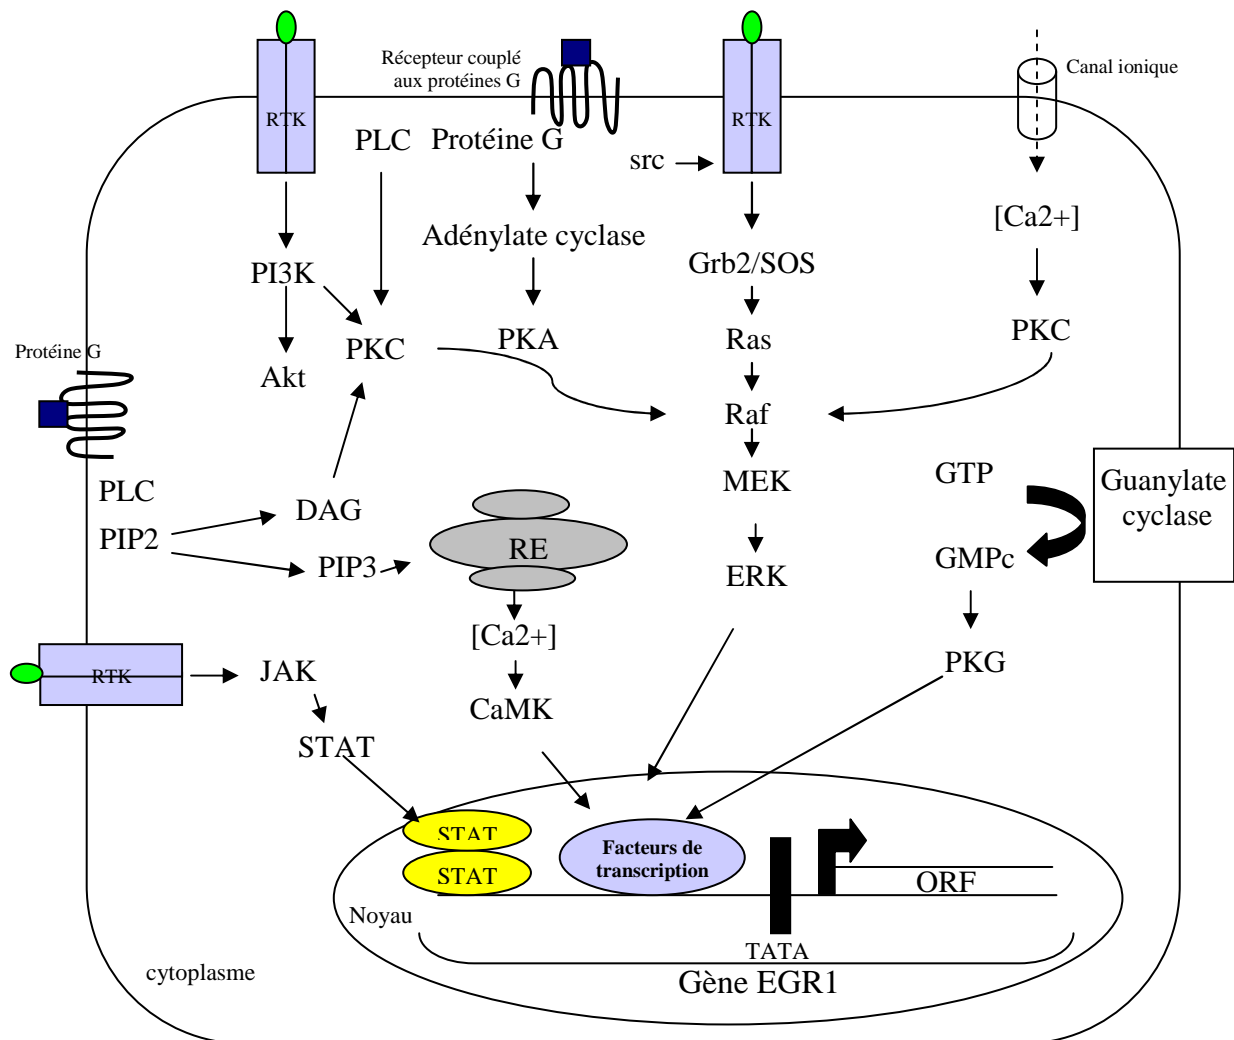 Récepteur couplé
aux protéines G
Canal ionique
RTK
PLC
Protéine G
src
RTK
[Ca2+]
Adénylate cyclase
Grb2/SOS
PI3K
PKC
PKA
Ras
PKC
Protéine G
Akt
Raf
MEK
GTP
Guanylate
cyclase
PLC
DAG
PIP2
RE
PIP3
ERK
GMPc
[Ca2+]
RTK
JAK
PKG
CaMK
STAT
STAT
Facteurs de
transcription
STAT
ORF
Noyau
TATA
cytoplasme
Gène EGR1